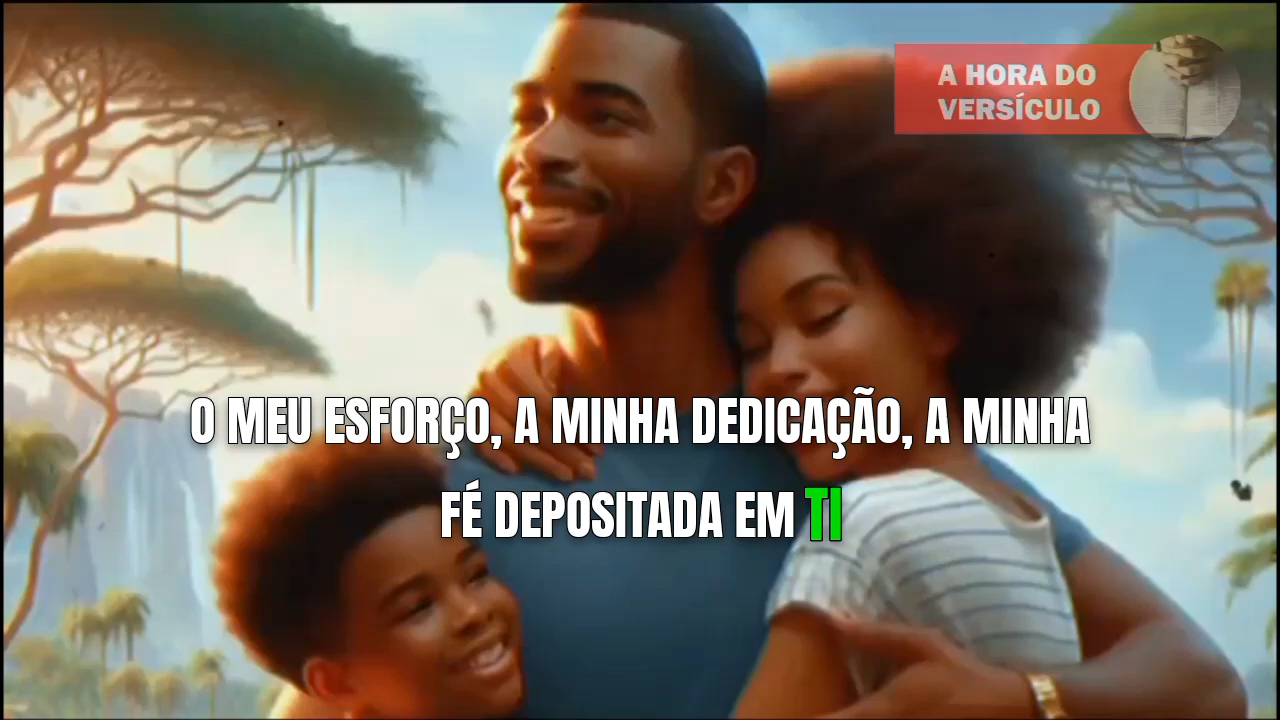 A HORA DO
VERSÍCULO
O MEU ESFORÇO, A MINHA DEDICAÇÃO, A MINHA
FÉ DEPOSITADA EM TI